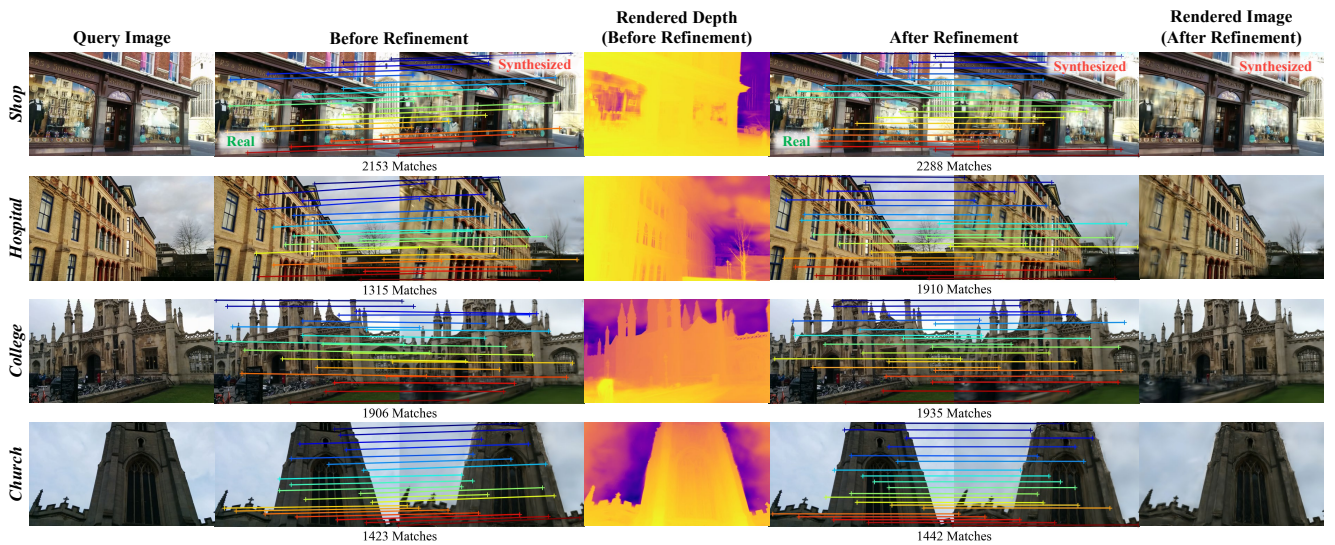 Query Image
Before Refinement
Rendered Depth
(Before Refinement)
After Refinement
Rendered Image
(After Refinement)
Shop
Real
Synthesized
Real
Synthesized
2153 Matches
2288 Matches
Hospital
1315 Matches
1910 Matches
College
1906 Matches
1935 Matches
Church
1423 Matches
1442 Matches